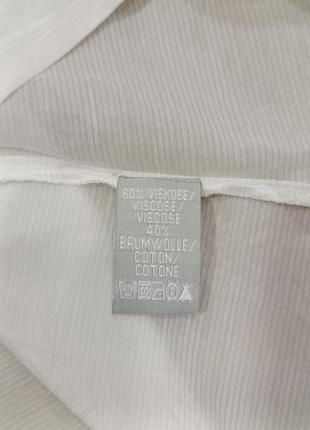 60% VISKOSE/
VISCOSE/
VISCOSE
40%
BAUMWOLLE/
COTON/
COTONE